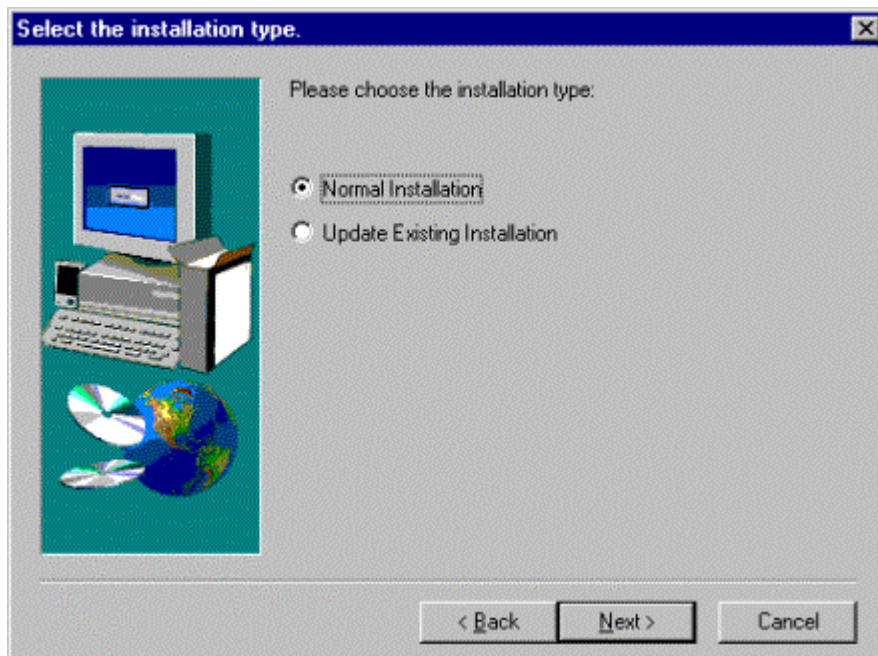 Select the installation type.
Please choose the installation type:
Normal Installation
Update Existing Installation
< Back
Next >
Cancel